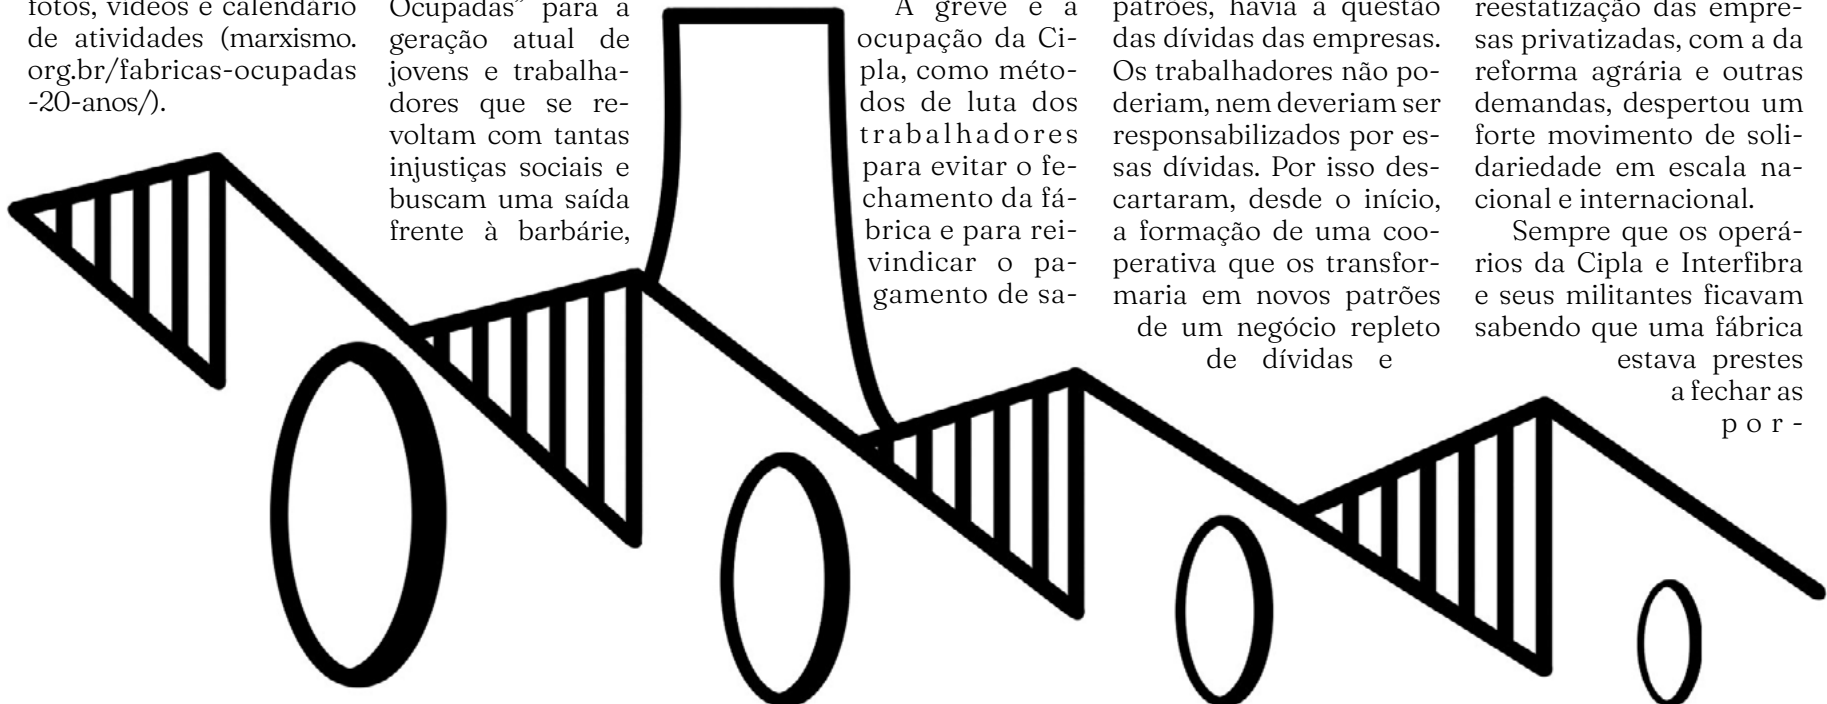 fotos, vídeos e calendário
de atividades (marxismo.
org.br/fabricas-ocupadas
-20-anos/).
Ocupadas” para a
geração atual de
jovens e trabalha-
dores que se re-
voltam com tantas
injustiças sociais e
buscam uma saída
frente à barbárie,
A greve e a
ocupação da Ci-
pla, como méto-
dos de luta dos
trabalhadores
para evitar o fe-
chamento da fá-
brica e para rei-
vindicar o pa-
gamento de sa-
patrões, havia a questão
das dívidas das empresas.
Os trabalhadores não po-
deriam, nem deveriam ser
responsabilizados por es-
sas dívidas. Por isso des-
cartaram, desde o início,
a formação de uma coo-
perativa que os transfor-
maria em novos patrões
de um negócio repleto
de dívidas e
reestatização das empre-
sas privatizadas, com a da
reforma agrária e outras
demandas, despertou um
forte movimento de soli-
dariedade em escala na-
cional e internacional.
Sempre que os operá-
rios da Cipla e Interfibra
e seus militantes ficavam
sabendo que uma fábrica
estava prestes
a fechar as
por-